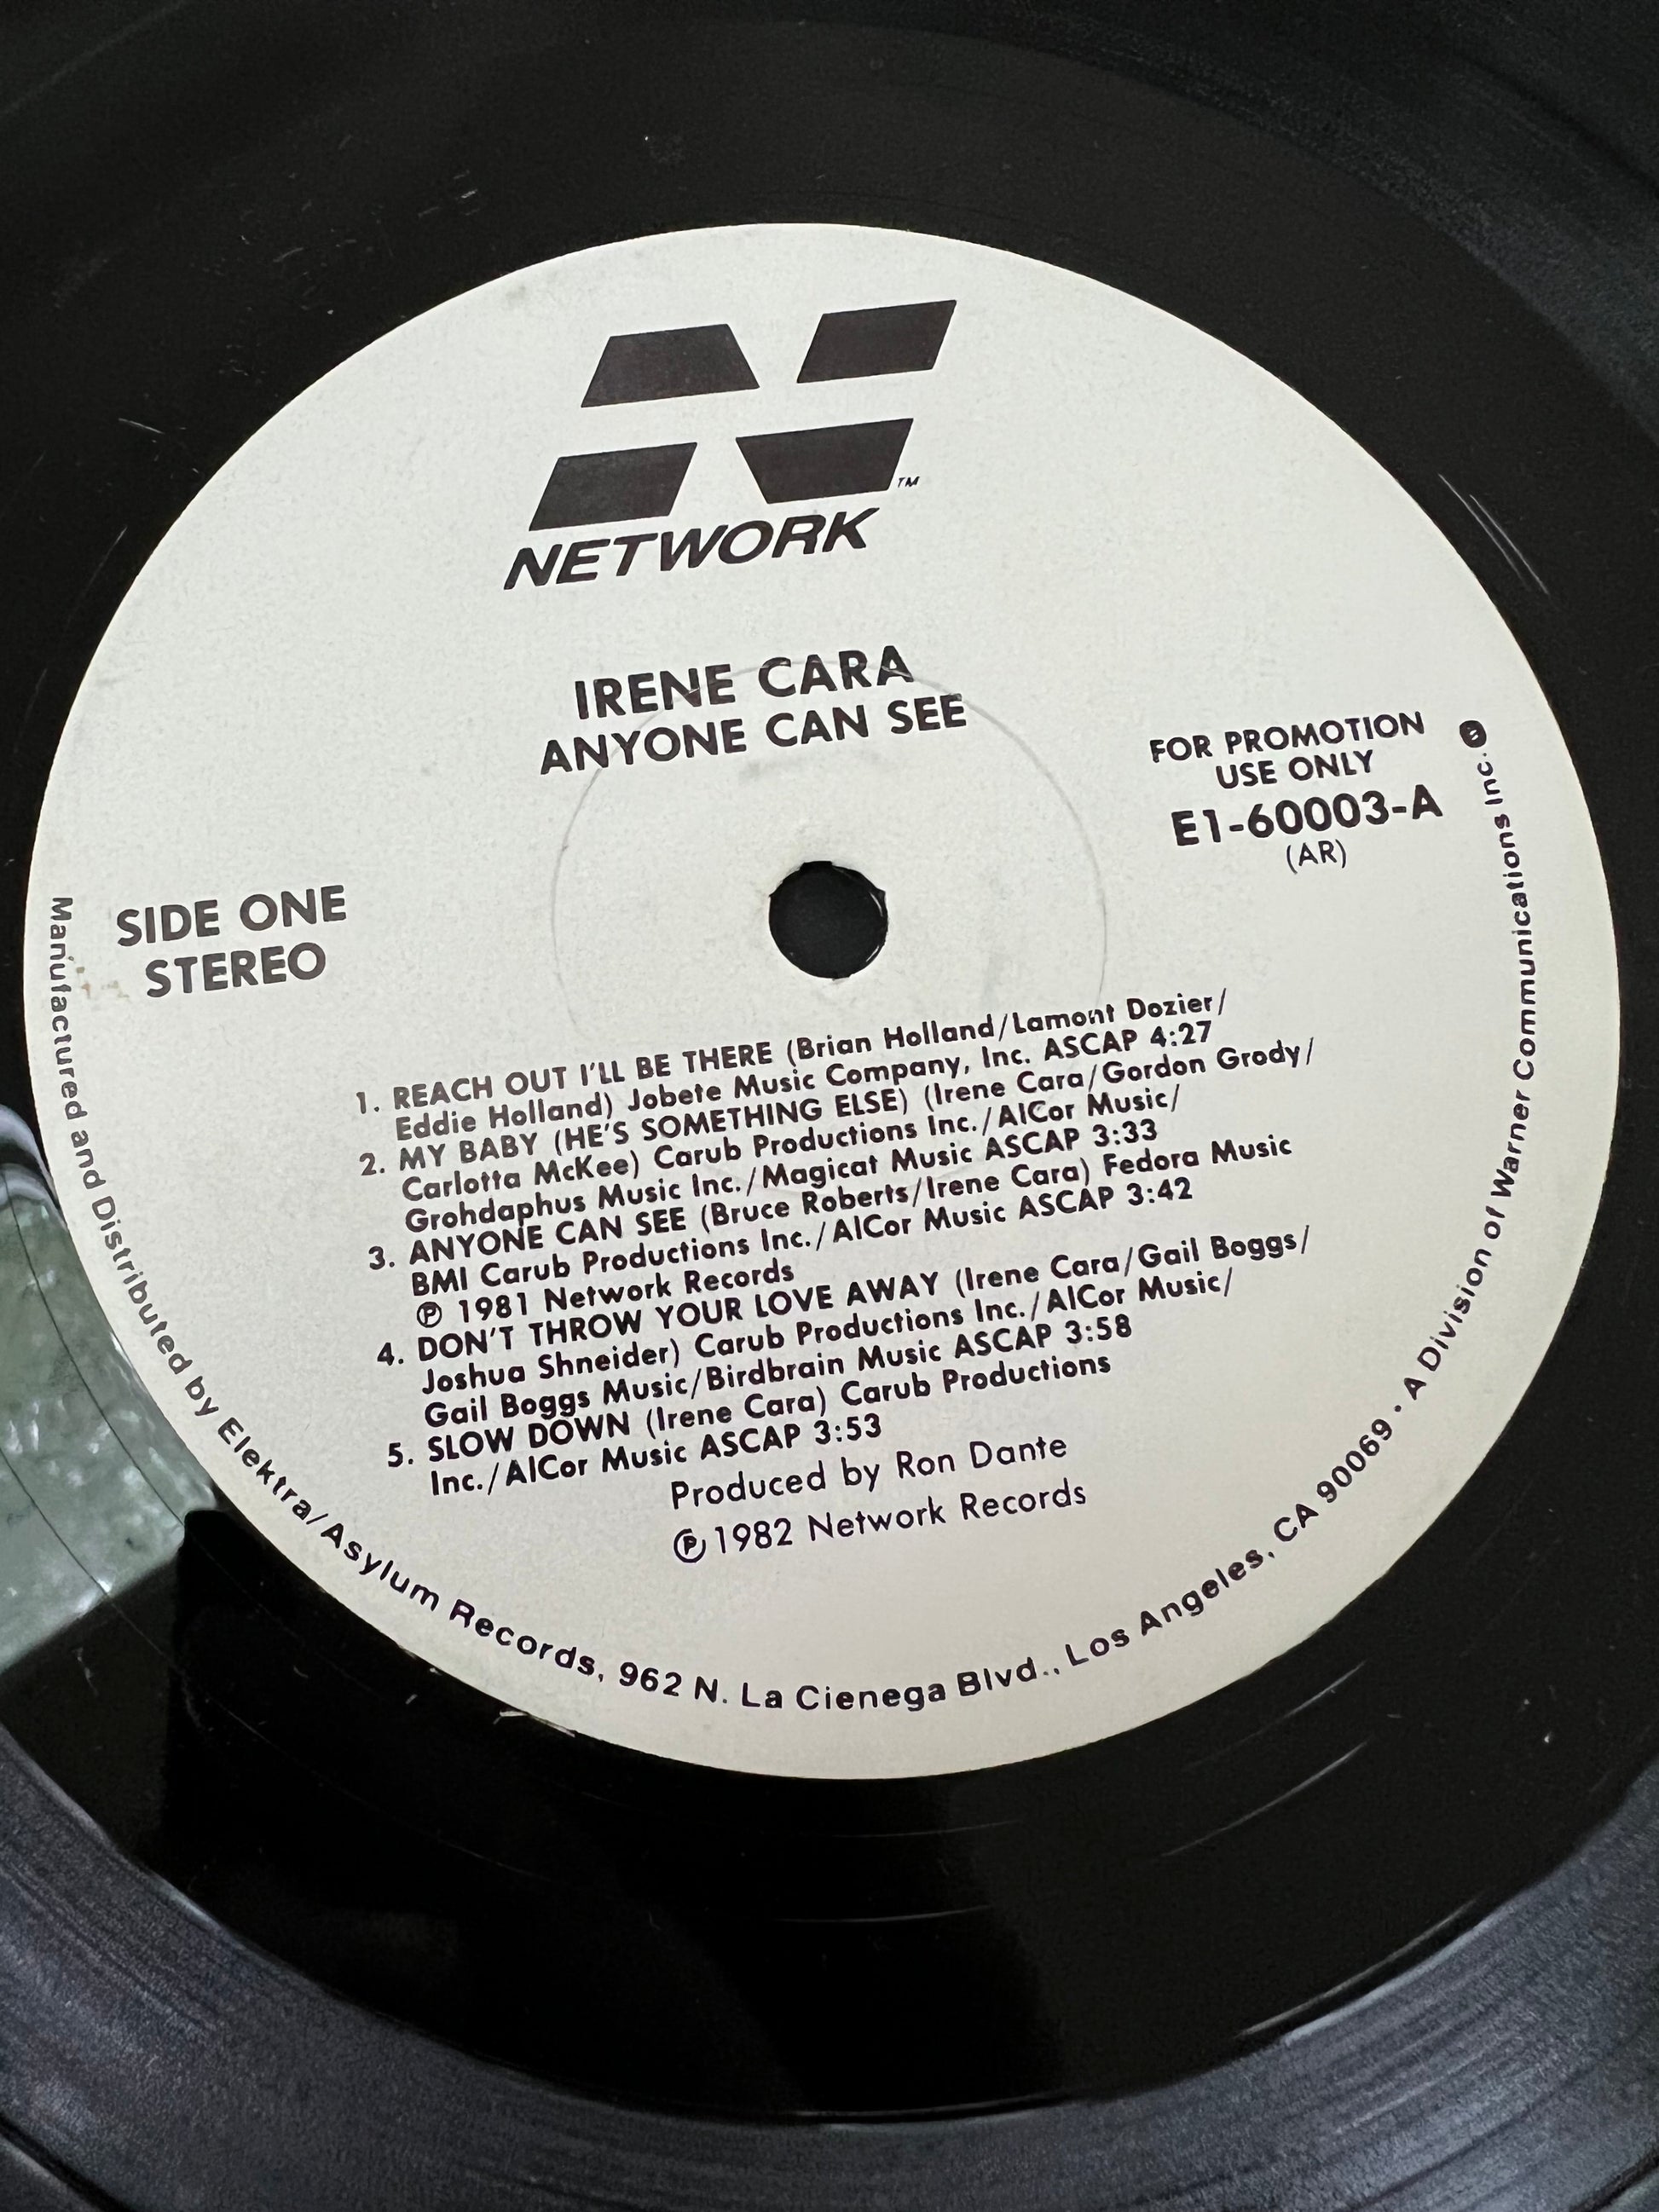 TM
NETWORK
IRENE CARA
ANYONE CAN SEE
FOR PROMOTION
USE ONLY
E1-60003-A
(AR)
SIDE ONE
STEREO
1. REACH OUT I'LL BE THERE (Brian Holland/Lamont Dozier/
Eddie Holland) Jobete Music Company, Inc. ASCAP 4:27
2. MY BABY (HE'S SOMETHING ELSE) (Irene Cara/Gordon Grody/
Carlotta McKee) Carub Productions Inc./AlCor Music/
Grohdaphus Music Inc./Magicat Music ASCAP 3:33
3. ANYONE CAN SEE (Bruce Roberts/Irene Cara) Fedora Music
BMI Carub Productions Inc./AlCor Music ASCAP 3:42
℗ 1981 Network Records
4. DON'T THROW YOUR LOVE AWAY (Irene Cara/Gail Boggs/
Joshua Shneider) Carub Productions Inc./AlCor Music/
Gail Boggs Music/Birdbrain Music ASCAP 3:58
5. SLOW DOWN (Irene Cara) Carub Productions
Inc./AlCor Music ASCAP 3:53
Produced by Ron Dante
℗ 1982 Network Records
Manufactured and Distributed by Elektra/Asylum Records, 962 N. La Cienega Blvd., Los Angeles, CA 90069 • A Division of Warner Communications Inc.